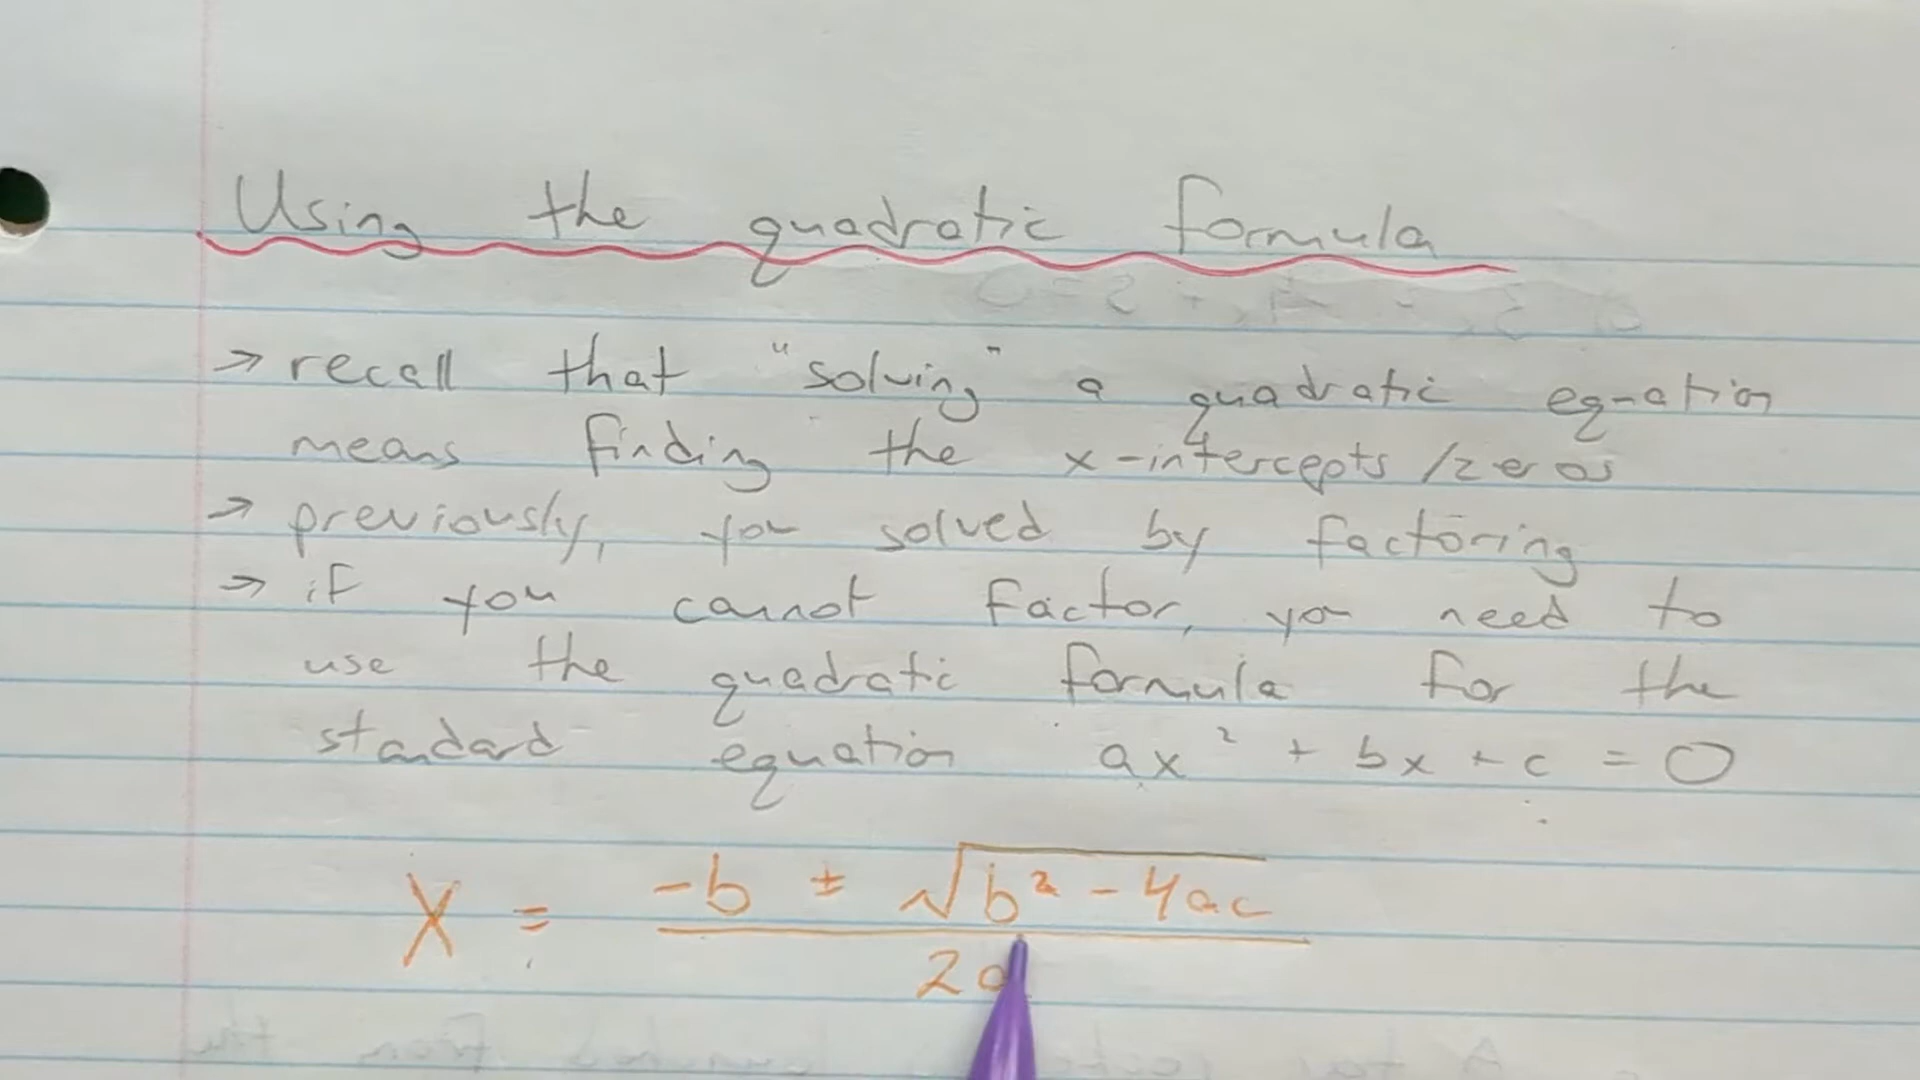 Using the quadratic formula
→ recall that "solving" a quadratic equation
means finding the x-intercepts/zeros
→ previously, you solved by factoring
→ if you cannot factor, you need to
use the quadratic formula for the
standard equation ax² + bx + c = 0
X = -b ± √b² - 4ac
2a